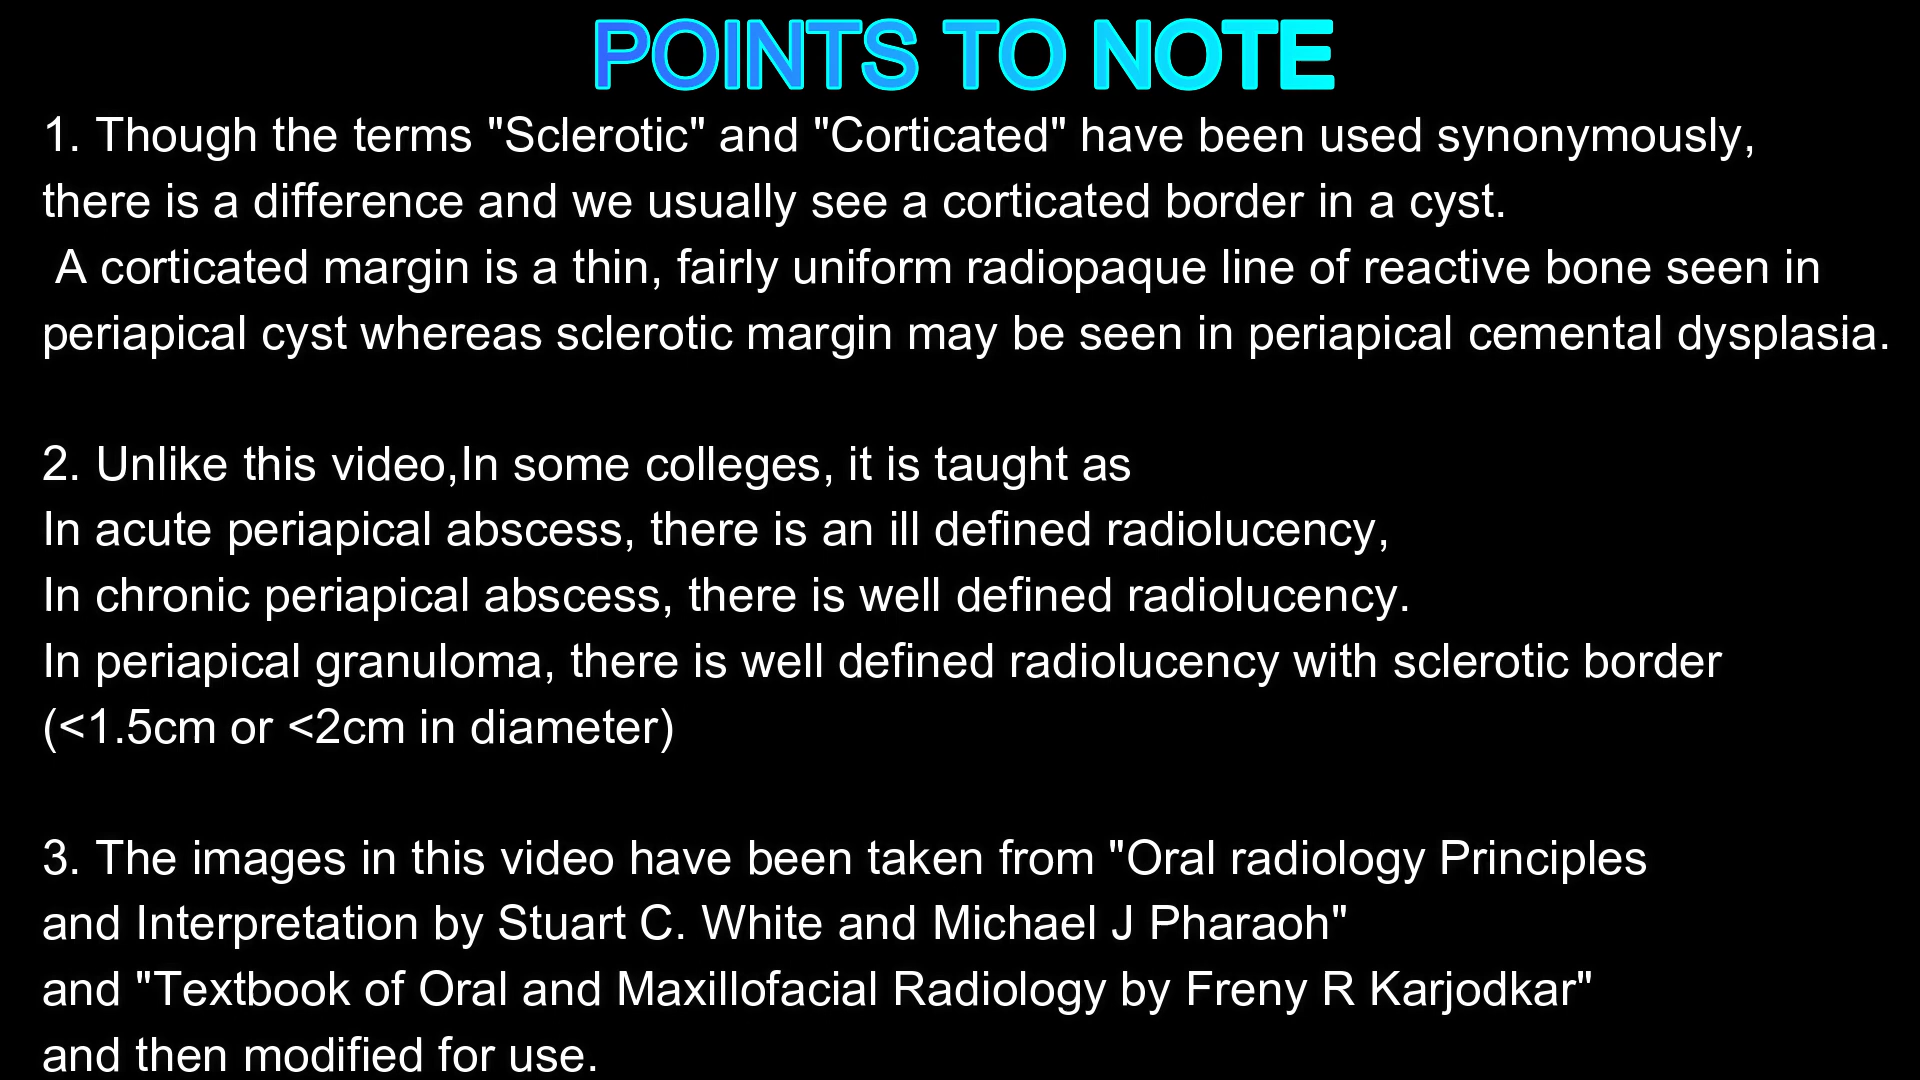 POINTS TO NOTE
1. Though the terms "Sclerotic" and "Corticated" have been used synonymously,
there is a difference and we usually see a corticated border in a cyst.
A corticated margin is a thin, fairly uniform radiopaque line of reactive bone seen in
periapical cyst whereas sclerotic margin may be seen in periapical cemental dysplasia.
2. Unlike this video,In some colleges, it is taught as
In acute periapical abscess, there is an ill defined radiolucency,
In chronic periapical abscess, there is well defined radiolucency.
In periapical granuloma, there is well defined radiolucency with sclerotic border
(<1.5cm or <2cm in diameter)
3. The images in this video have been taken from "Oral radiology Principles
and Interpretation by Stuart C. White and Michael J Pharaoh"
and "Textbook of Oral and Maxillofacial Radiology by Freny R Karjodkar"
and then modified for use.